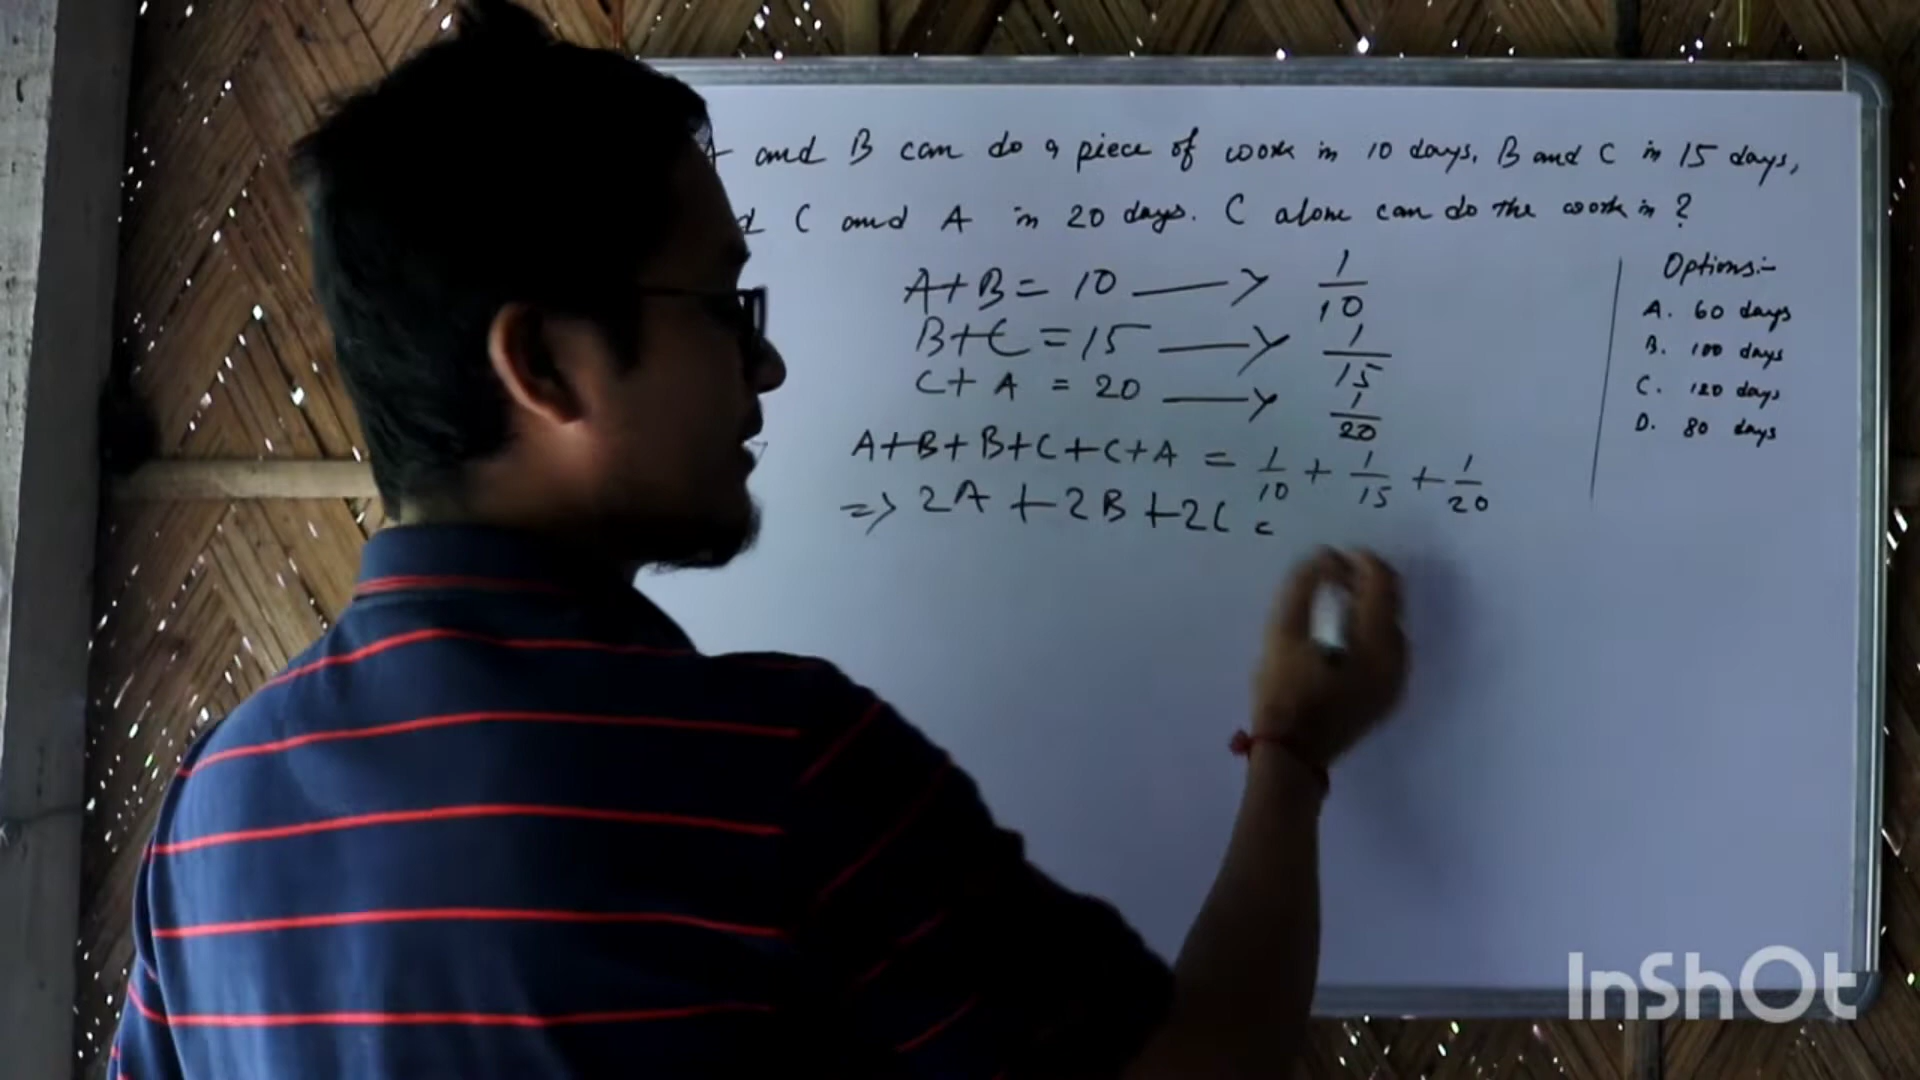 and B can do a piece of work in 10 days, B and C in 15 days,
C and A in 20 days. C alone can do the work in ?
A+B = 10 → 1/10
B+C = 15 → 1/15
C+A = 20 → 1/20
A+B+B+C+C+A = 1/10 + 1/15 + 1/20
=> 2A + 2B + 2C =
Options:-
A. 60 days
B. 100 days
C. 120 days
D. 80 days
InShOt